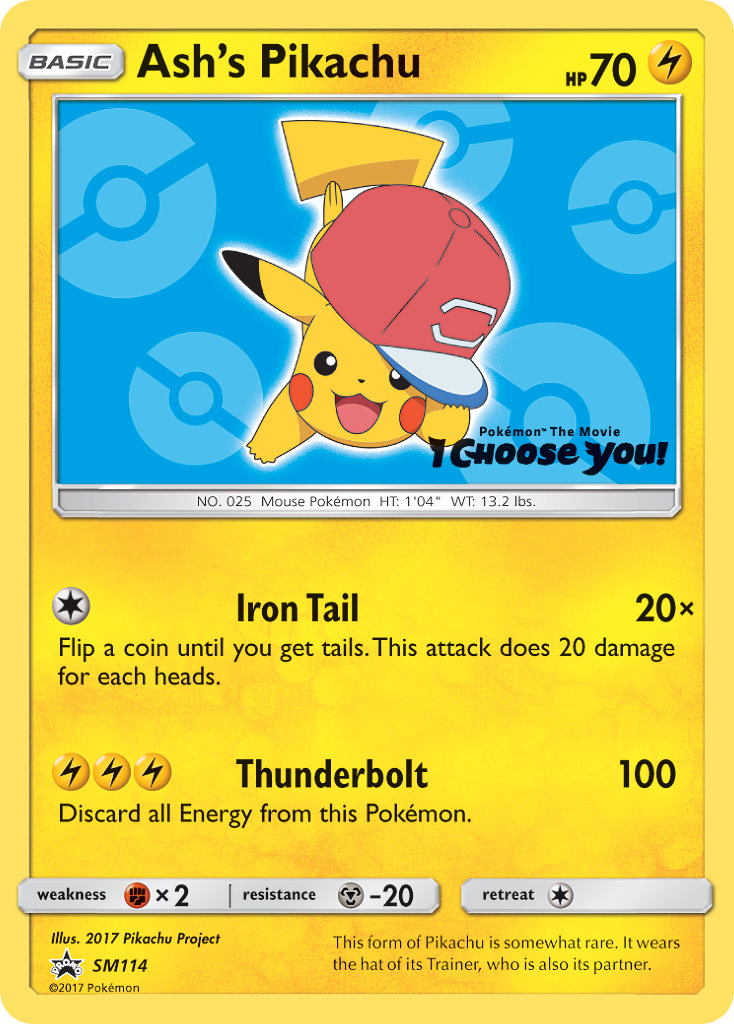 BASIC Ash's Pikachu HP 70
Pokémon™ The Movie
I Choose You!
NO. 025 Mouse Pokémon HT: 1'04" WT: 13.2 lbs.
Iron Tail 20×
Flip a coin until you get tails. This attack does 20 damage
for each heads.
Thunderbolt 100
Discard all Energy from this Pokémon.
weakness ×2 resistance -20 retreat
Illus. 2017 Pikachu Project
PROMO SM114
©2017 Pokémon
This form of Pikachu is somewhat rare. It wears
the hat of its Trainer, who is also its partner.